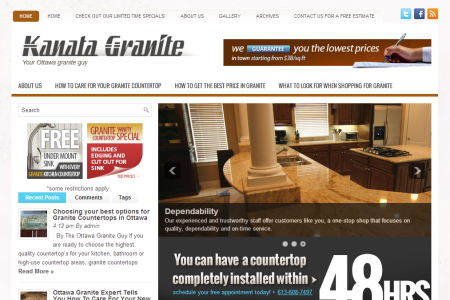 HOME HOME CHECK OUT OUR LIMITED TIME SPECIALS! ABOUT US GALLERY ARCHIVES CONTACT US FOR A FREE ESTIMATE
Kanata Granite
Your Ottawa granite guy
we GUARANTEE you the lowest prices
in town starting from $38/sq/ft
ABOUT US HOW TO CARE FOR YOUR GRANITE COUNTERTOP HOW TO GET THE BEST PRICE IN GRANITE WHAT TO LOOK FOR WHEN SHOPPING FOR GRANITE
Search
FREE
UNDER MOUNT
SINK WITH EVERY
GRANITE KITCHEN COUNTERTOP
GRANITE VANITY COUNTERTOP
SPECIAL
INCLUDES
EDGING AND
CUT OUT FOR
SINK
SEE PRICES >
*some restrictions apply
Recent Posts Comments Tags
Choosing your best options for
Granite Countertops in Ottawa
4:12 pm By admin
By The Ottawa Granite Guy If you
are ready to choose the highest
quality countertop's for your kitchen, bathroom or
high-use countertop areas, granite countertops
Read More »
Ottawa Granite Expert Tells
You How To Care For Your New
Dependability
Our experienced and trustworthy staff offer customers like you, a one-stop shop that focuses on
quality, dependability and on-time service.
You can have a countertop
completely installed within >
schedule your free appointment today! - 613-608-7497
48HRS